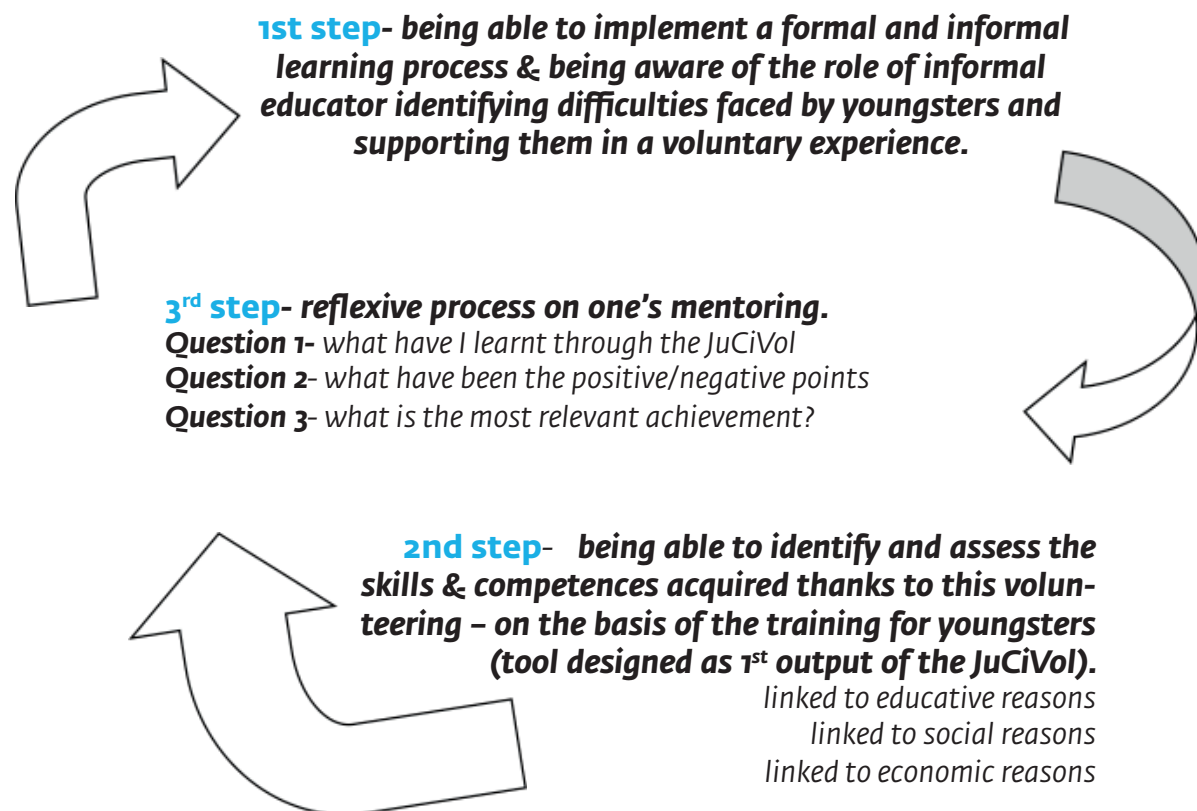 1st step- being able to implement a formal and informal
learning process & being aware of the role of informal
educator identifying difficulties faced by youngsters and
supporting them in a voluntary experience.
3rd step- reflexive process on one’s mentoring.
Question 1- what have I learnt through the JuCiVol
Question 2- what have been the positive/negative points
Question 3- what is the most relevant achievement?
2nd step- being able to identify and assess the
skills & competences acquired thanks to this volun-
teering – on the basis of the training for youngsters
(tool designed as 1st output of the JuCiVol).
linked to educative reasons
linked to social reasons
linked to economic reasons